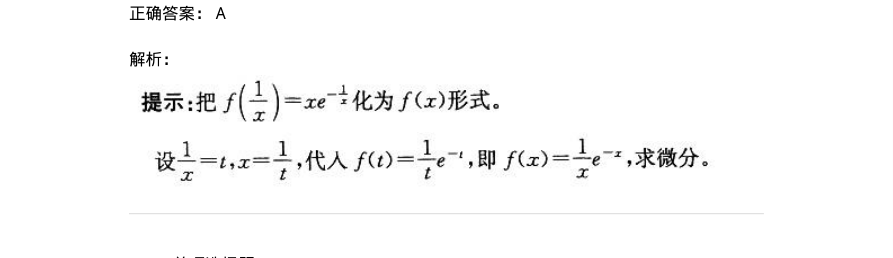 正确答案： A
解析：
提示:把 f(1/x)=xe^{-1/x}化为 f(x)形式。
设1/x=t,x=1/t,代入 f(t)=1/t e^{-t},即 f(x)=1/x e^{-x},求微分。